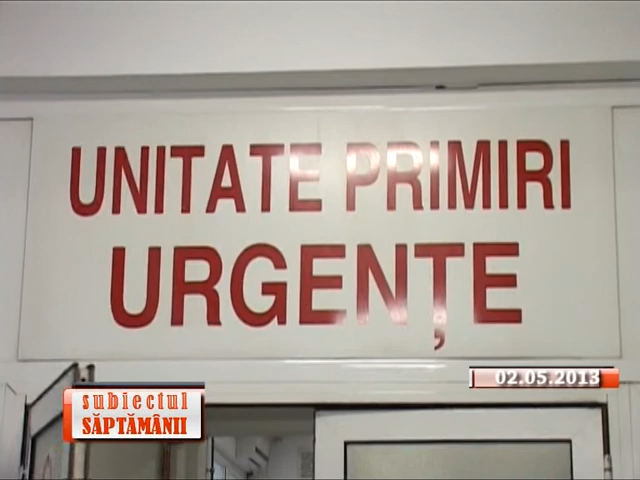 UNITATE PRIMIRI
URGENȚE
02.05.2013
subiectul
SĂPTĂMÂNII